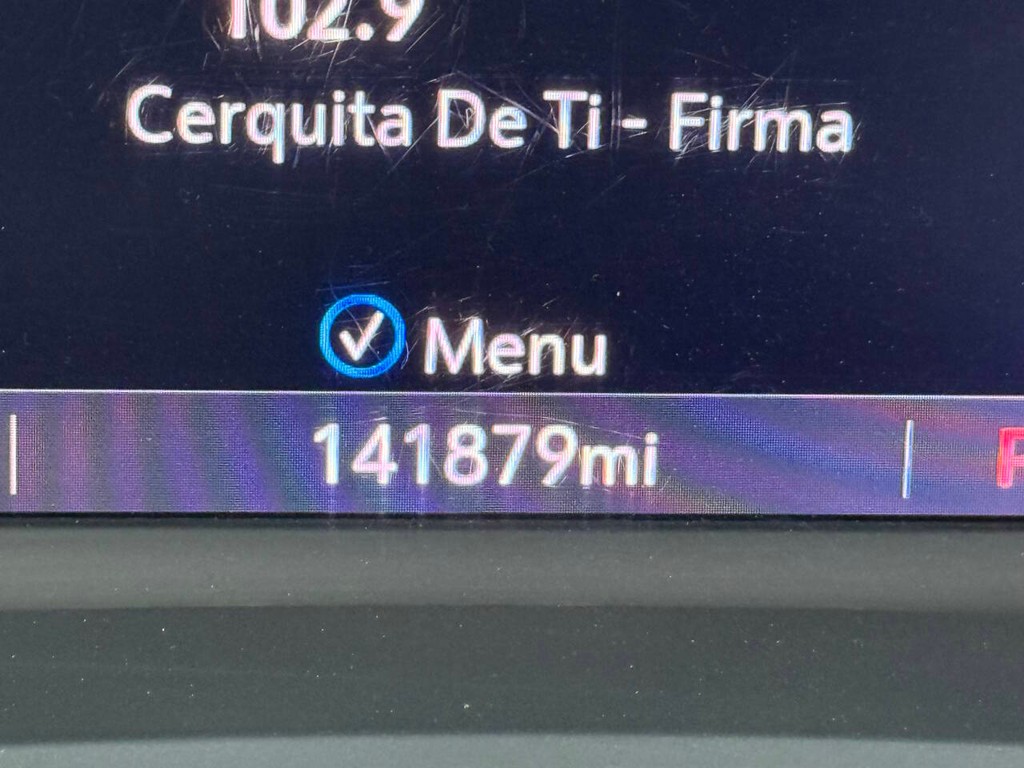 102.9
Cerquita De Ti - Firma
Menu
141879mi